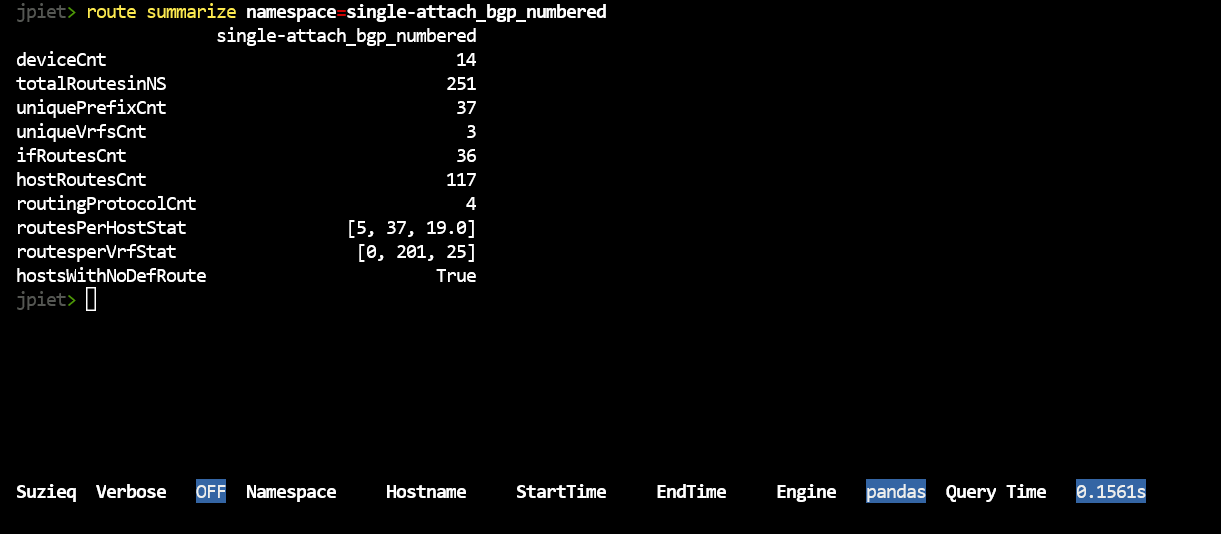 jpiet> route summarize namespace=single-attach_bgp_numbered
single-attach_bgp_numbered
deviceCnt 14
totalRoutesinNS 251
uniquePrefixCnt 37
uniqueVrfsCnt 3
ifRoutesCnt 36
hostRoutesCnt 117
routingProtocolCnt 4
routesPerHostStat [5, 37, 19.0]
routesperVrfStat [0, 201, 25]
hostsWithNoDefRoute True
jpiet>
Suzieq Verbose OFF Namespace Hostname StartTime EndTime Engine pandas Query Time 0.1561s